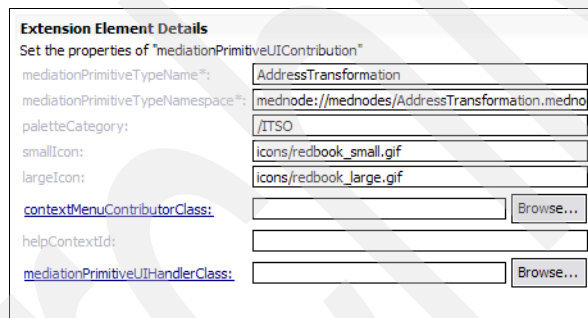 Extension Element Details
Set the properties of "mediationPrimitiveUIContribution"
mediationPrimitiveTypeName*: AddressTransformation
mediationPrimitiveTypeNamespace*: mednode://mednodes/AddressTransformation.medno
paletteCategory: /ITSO
smallIcon: icons/redbook_small.gif
largeIcon: icons/redbook_large.gif
contextMenuContributorClass: Browse...
helpContextId:
mediationPrimitiveUIHandlerClass: Browse...